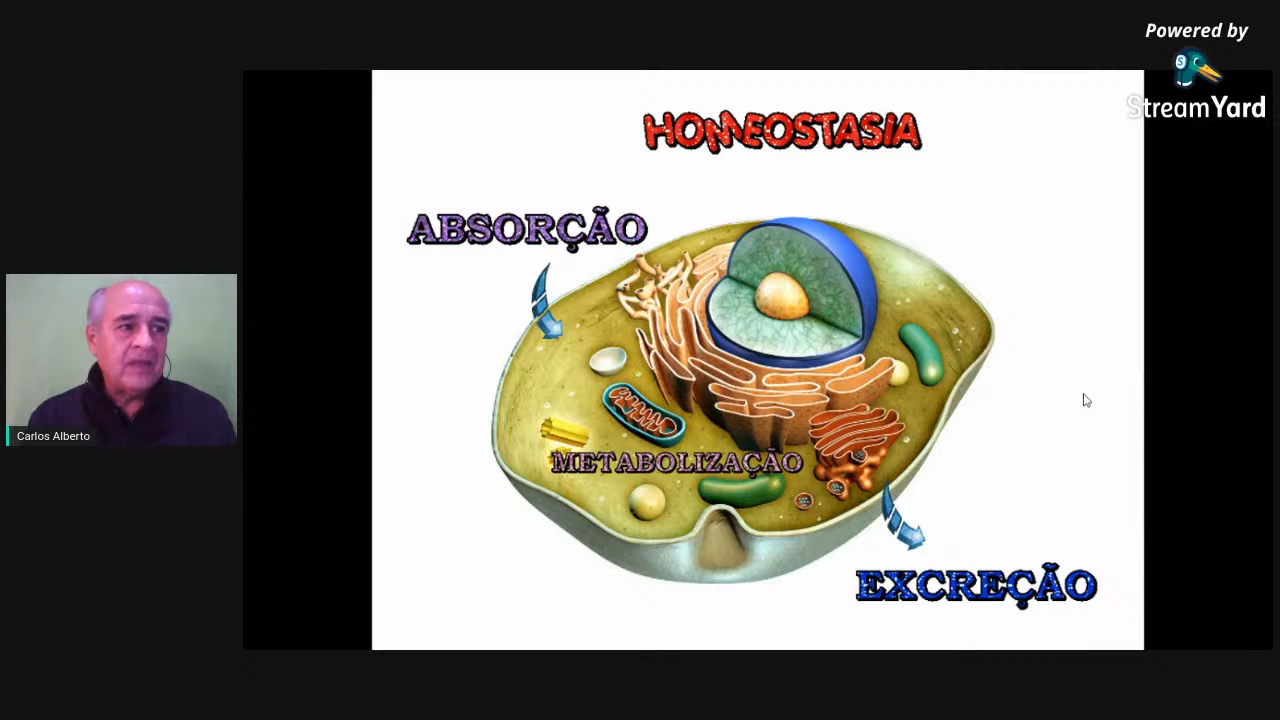 Powered by
StreamYard
HOMEOSTASIA
ABSORÇÃO
Carlos Alberto
METABOLIZAÇÃO
EXCREÇÃO